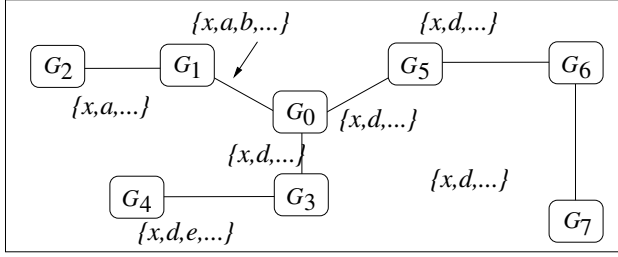 {x,a,b,...}
{x,d,...}
G2
G1
G5
G6
{x,a,...}
G0
{x,d,...}
{x,d,...}
{x,d,...}
G4
G3
G7
{x,d,e,...}